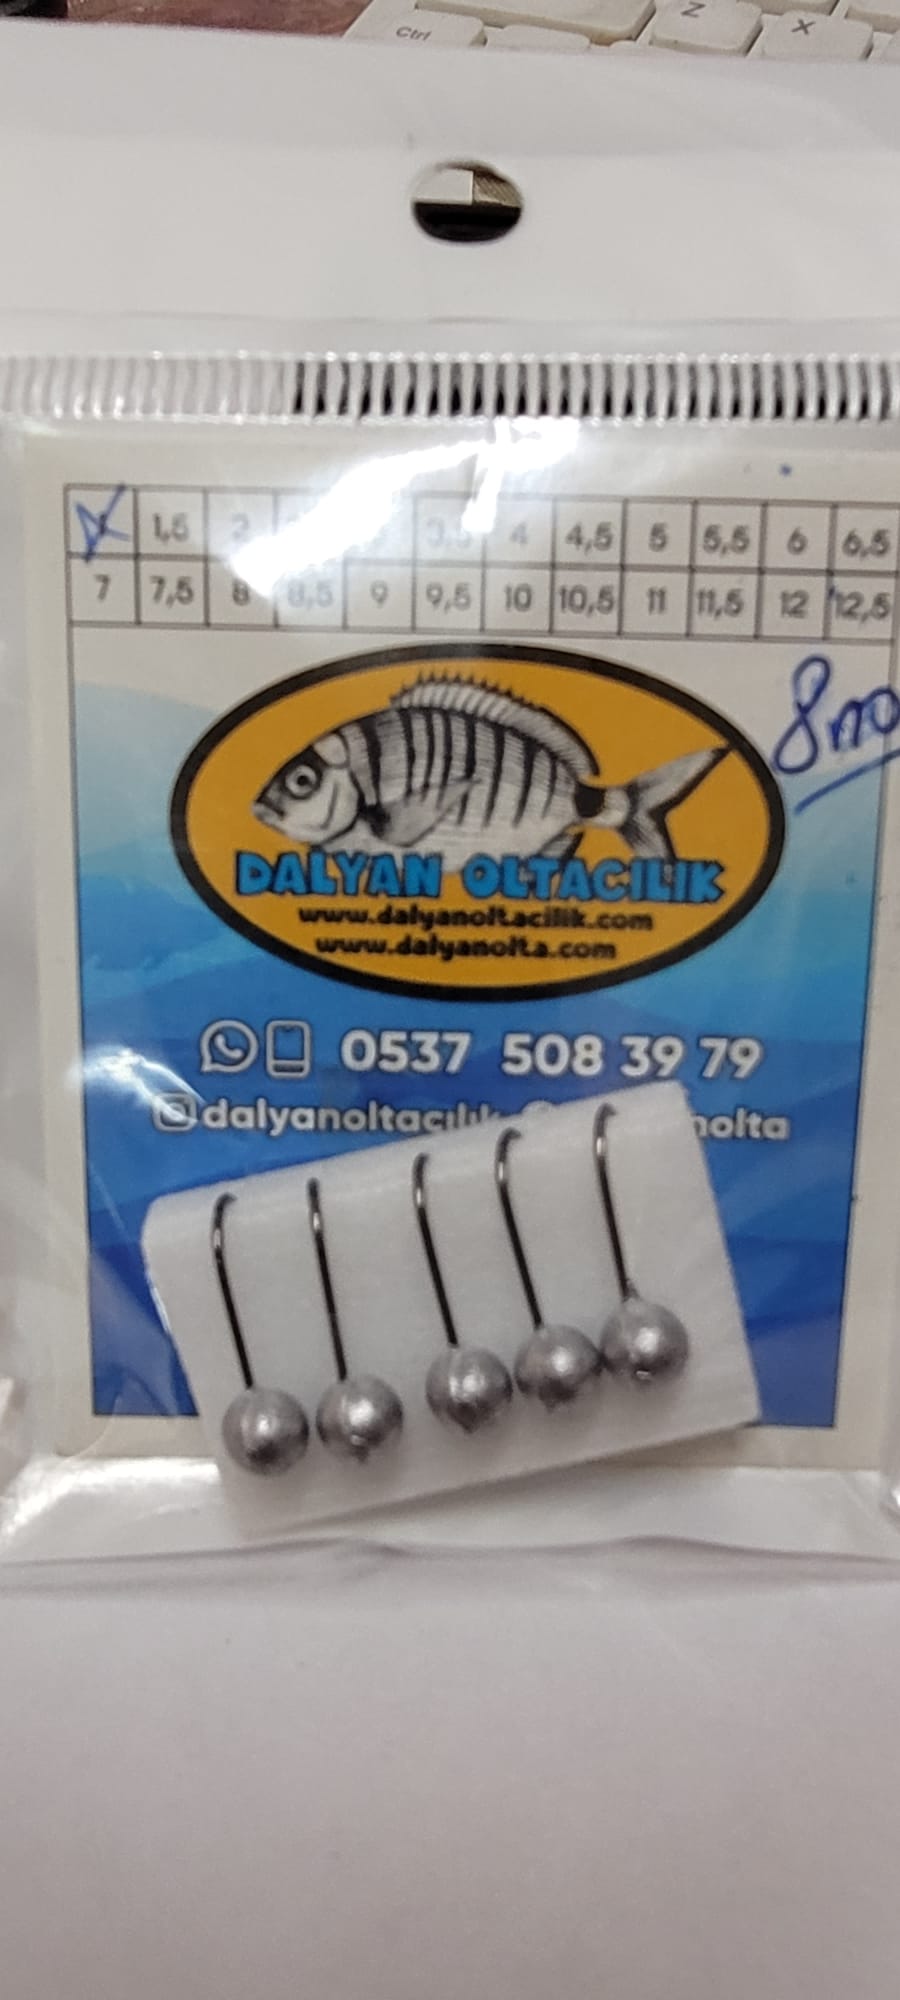 Ctrl Z X
1,5 2 3,5 4 4,5 5 5,5 6 6,5
7 7,5 8 8,5 9 9,5 10 10,5 11 11,5 12 12,5
8no
DALYAN OLTACILIK
www.dalyanoltacilik.com
www.dalyanolta.com
0537 508 39 79